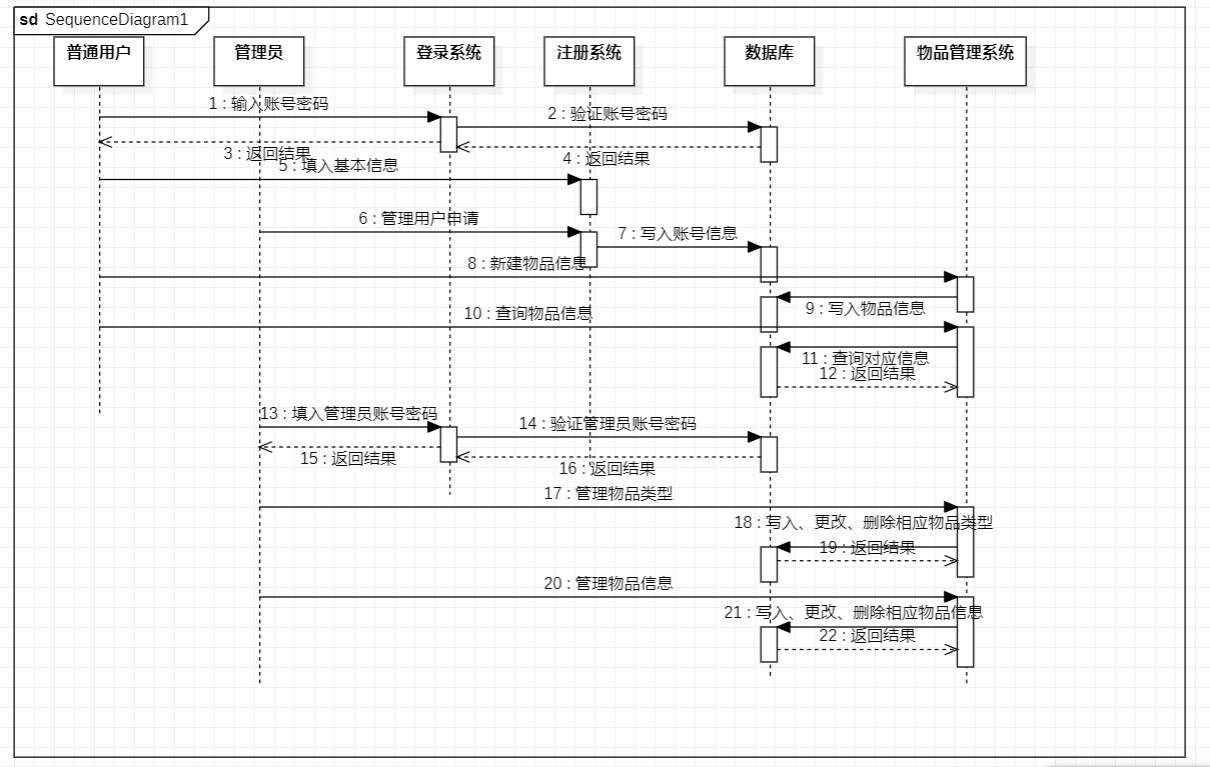 sd SequenceDiagram1
普通用户
管理员
登录系统
注册系统
数据库
物品管理系统
1 : 输入账号密码
2 : 验证账号密码
3 : 返回结果
4 : 返回结果
5 : 填入基本信息
6 : 管理用户申请
7 : 写入账号信息
8 : 新建物品信息
9 : 写入物品信息
10 : 查询物品信息
11 : 查询对应信息
12 : 返回结果
13 : 填入管理员账号密码
14 : 验证管理员账号密码
15 : 返回结果
16 : 返回结果
17 : 管理物品类型
18 : 写入、更改、删除相应物品类型
19 : 返回结果
20 : 管理物品信息
21 : 写入、更改、删除相应物品信息
22 : 返回结果